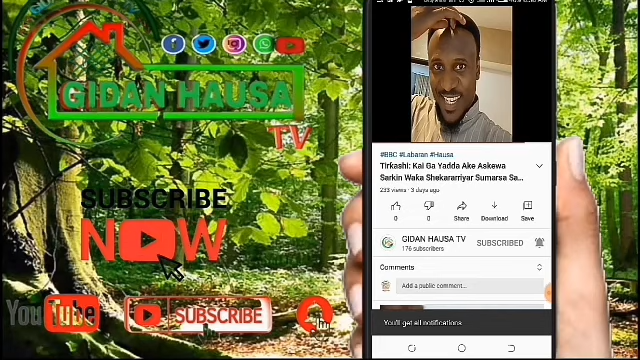 GIDAN HAUSA
TV
SUBSCRIBE
NOW
YouTube
SUBSCRIBE
#BBC #Labaran #Hausa
Tirkashi: Kai Ga Yadda Ake Askewa
Sarkin Waka Shekararriyar Sumarsa Sa...
233 views · 3 days ago
0
0
Share
Download
Save
GIDAN HAUSA TV
176 subscribers
SUBSCRIBED
Comments
Add a public comment...
You'll get all notifications